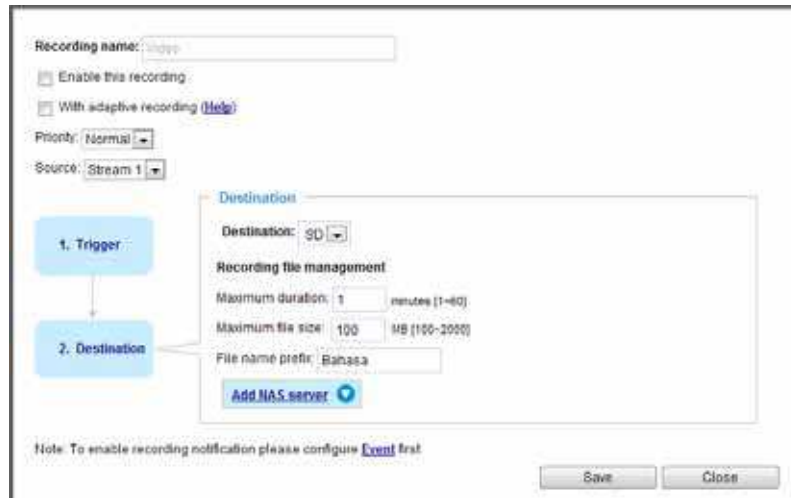 Recording name: Video
Enable this recording
With adaptive recording (Help)
Priority: Normal
Source: Stream 1
Destination
1. Trigger
Destination: SD
Recording file management
Maximum duration: 1 minutes [1~60]
Maximum file size: 100 MB [100~2000]
2. Destination
File name prefix: Bahasa
Add NAS server
Note: To enable recording notification please configure Event first
Save Close